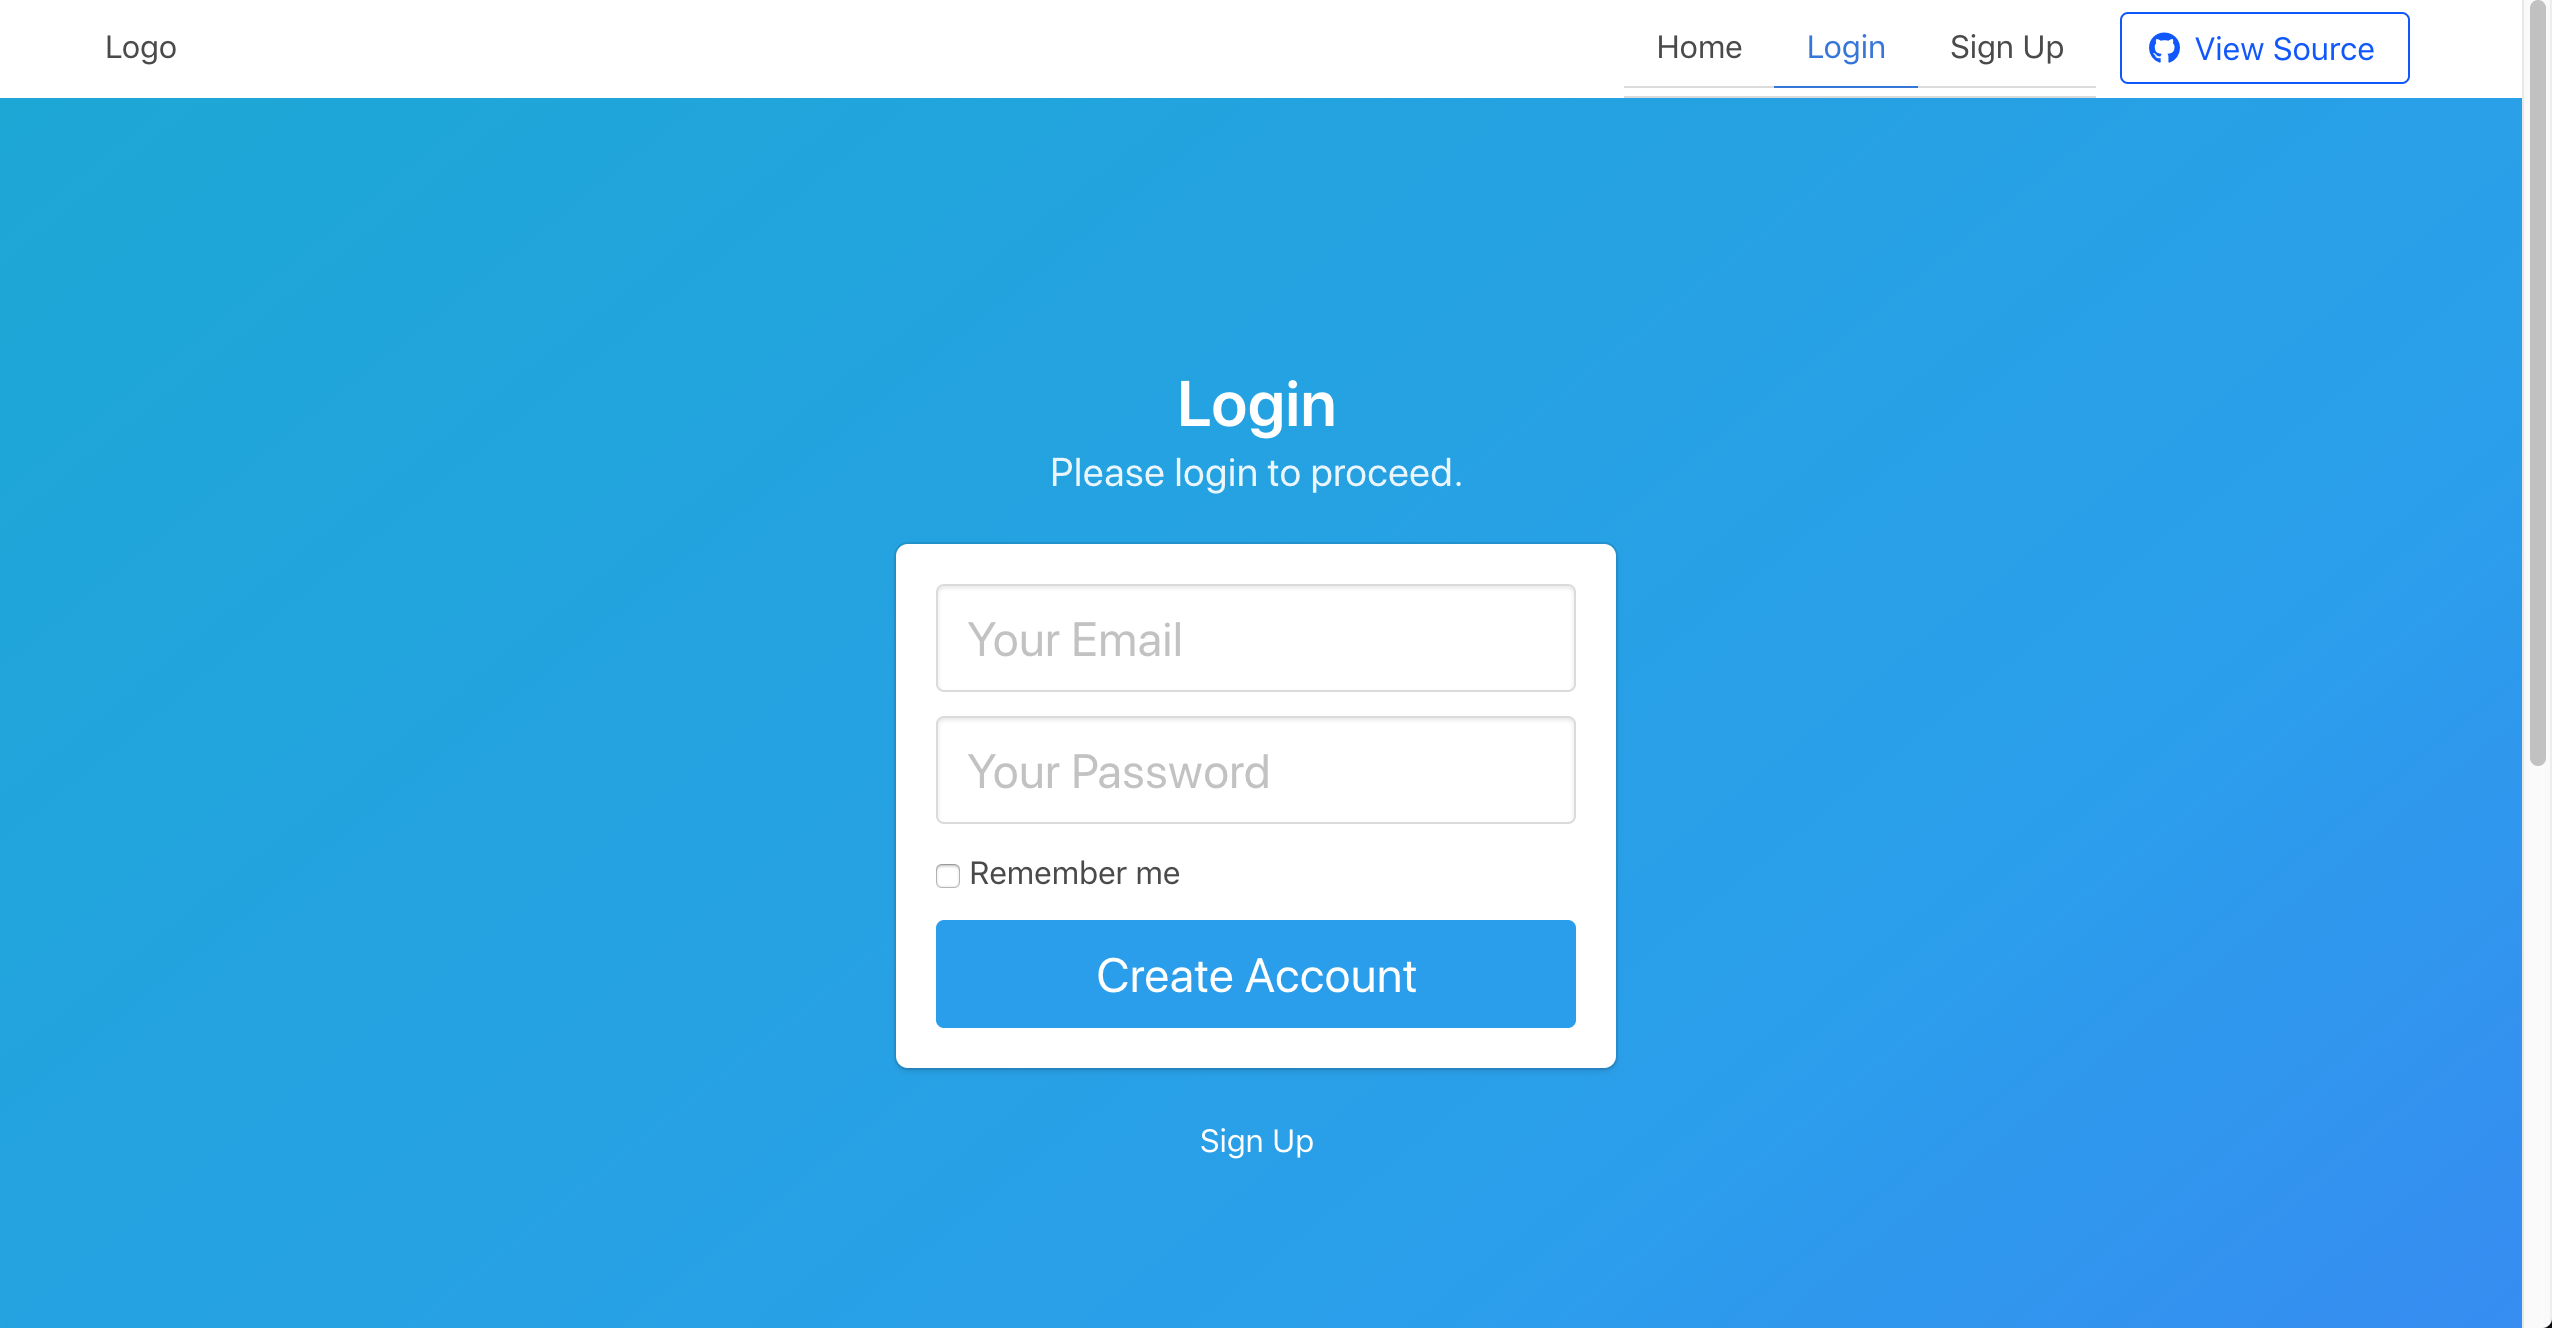 Logo
Home Login Sign Up View Source
Login
Please login to proceed.
Your Email
Your Password
Remember me
Create Account
Sign Up